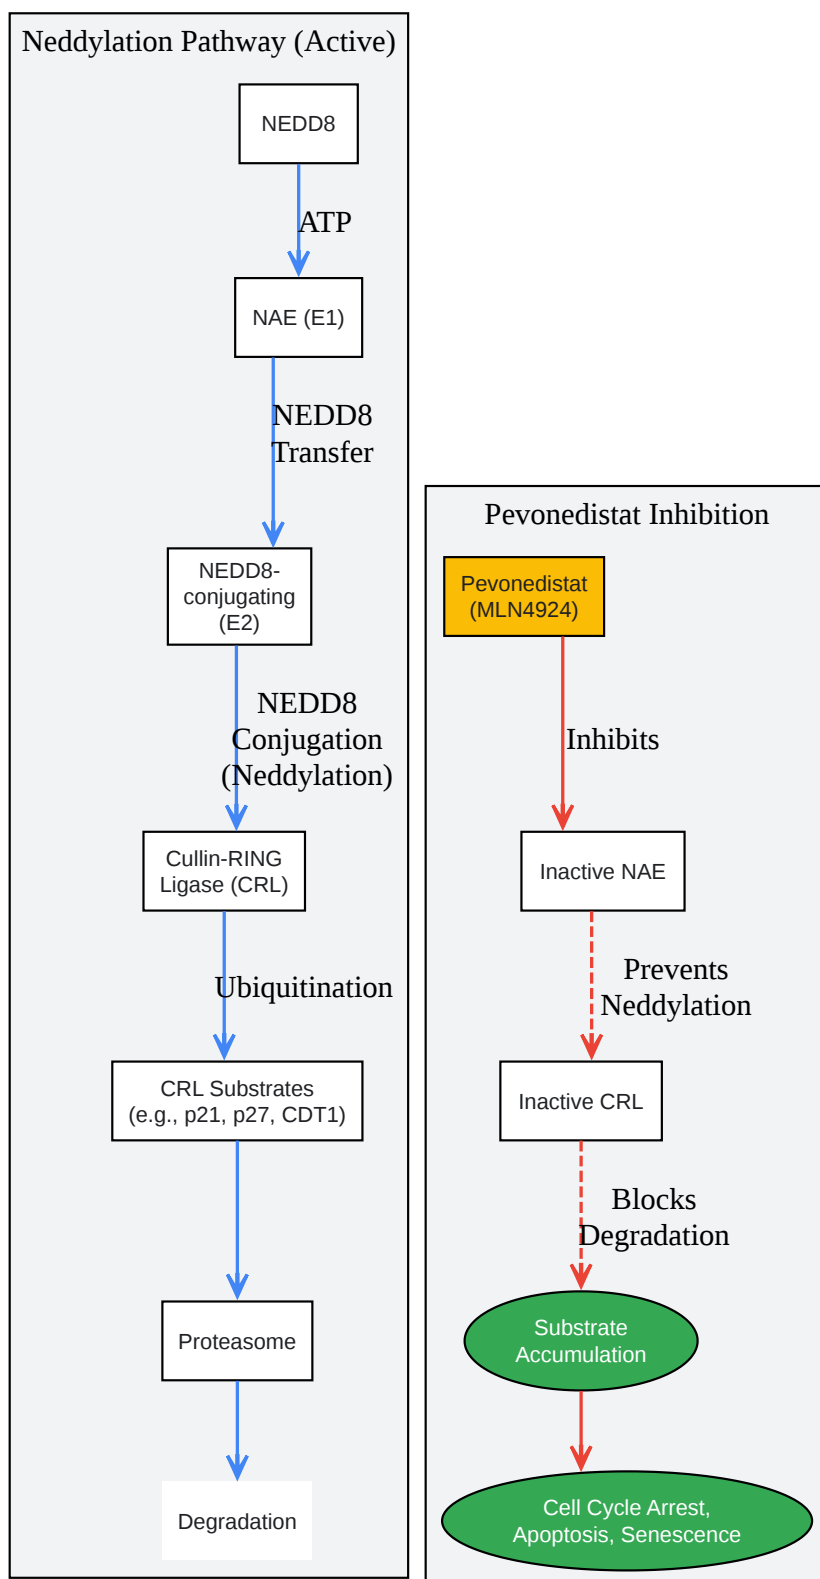 Neddylation Pathway (Active)
NEDD8
ATP
NAE (E1)
NEDD8
Transfer
NEDD8-
conjugating
(E2)
NEDD8
Conjugation
(Neddylation)
Cullin-RING
Ligase (CRL)
Ubiquitination
CRL Substrates
(e.g., p21, p27, CDT1)
Proteasome
Degradation
Pevonedistat Inhibition
Pevonedistat
(MLN4924)
Inhibits
Inactive NAE
Prevents
Neddylation
Inactive CRL
Blocks
Degradation
Substrate
Accumulation
Cell Cycle Arrest,
Apoptosis, Senescence